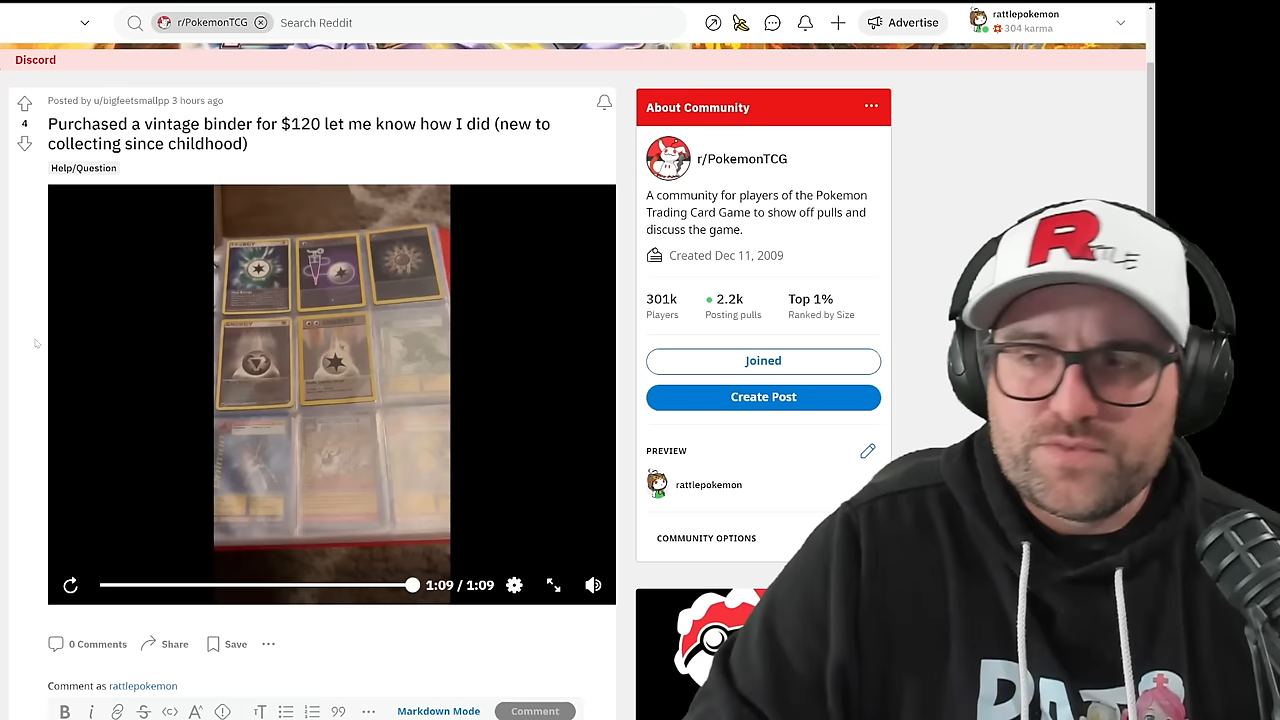 r/PokemonTCG
Search Reddit
Advertise
rattlepokemon
304 karma
Discord
Posted by u/bigfeetsmallpp 3 hours ago
4
Purchased a vintage binder for $120 let me know how I did (new to
collecting since childhood)
Help/Question
1:09 / 1:09
0 Comments
Share
Save
Comment as rattlepokemon
Markdown Mode
Comment
About Community
r/PokemonTCG
A community for players of the Pokemon
Trading Card Game to show off pulls and
discuss the game.
Created Dec 11, 2009
301k
2.2k
Top 1%
Players
Posting pulls
Ranked by Size
Joined
Create Post
PREVIEW
rattlepokemon
COMMUNITY OPTIONS